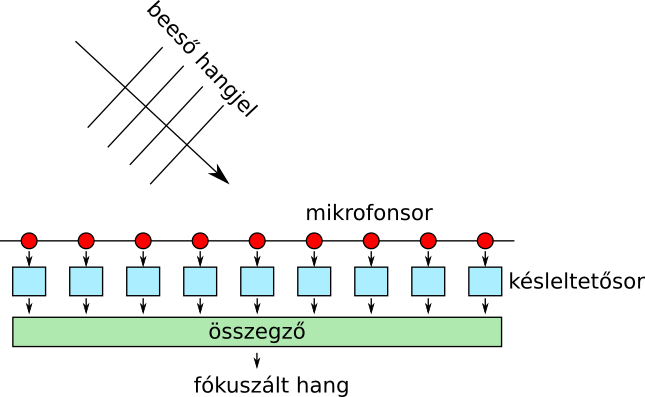 beeső hangjel
mikrofonsor
késleltetősor
összegző
fókuszált hang